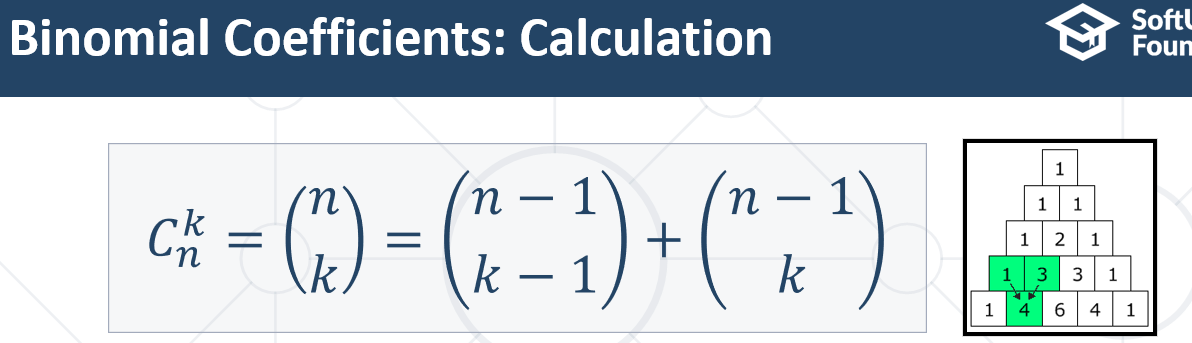 Binomial Coefficients: Calculation
C_n^k = (n k) = (n − 1 k − 1) + (n − 1 k)
1
1 1
1 2 1
1 3 3 1
1 4 6 4 1